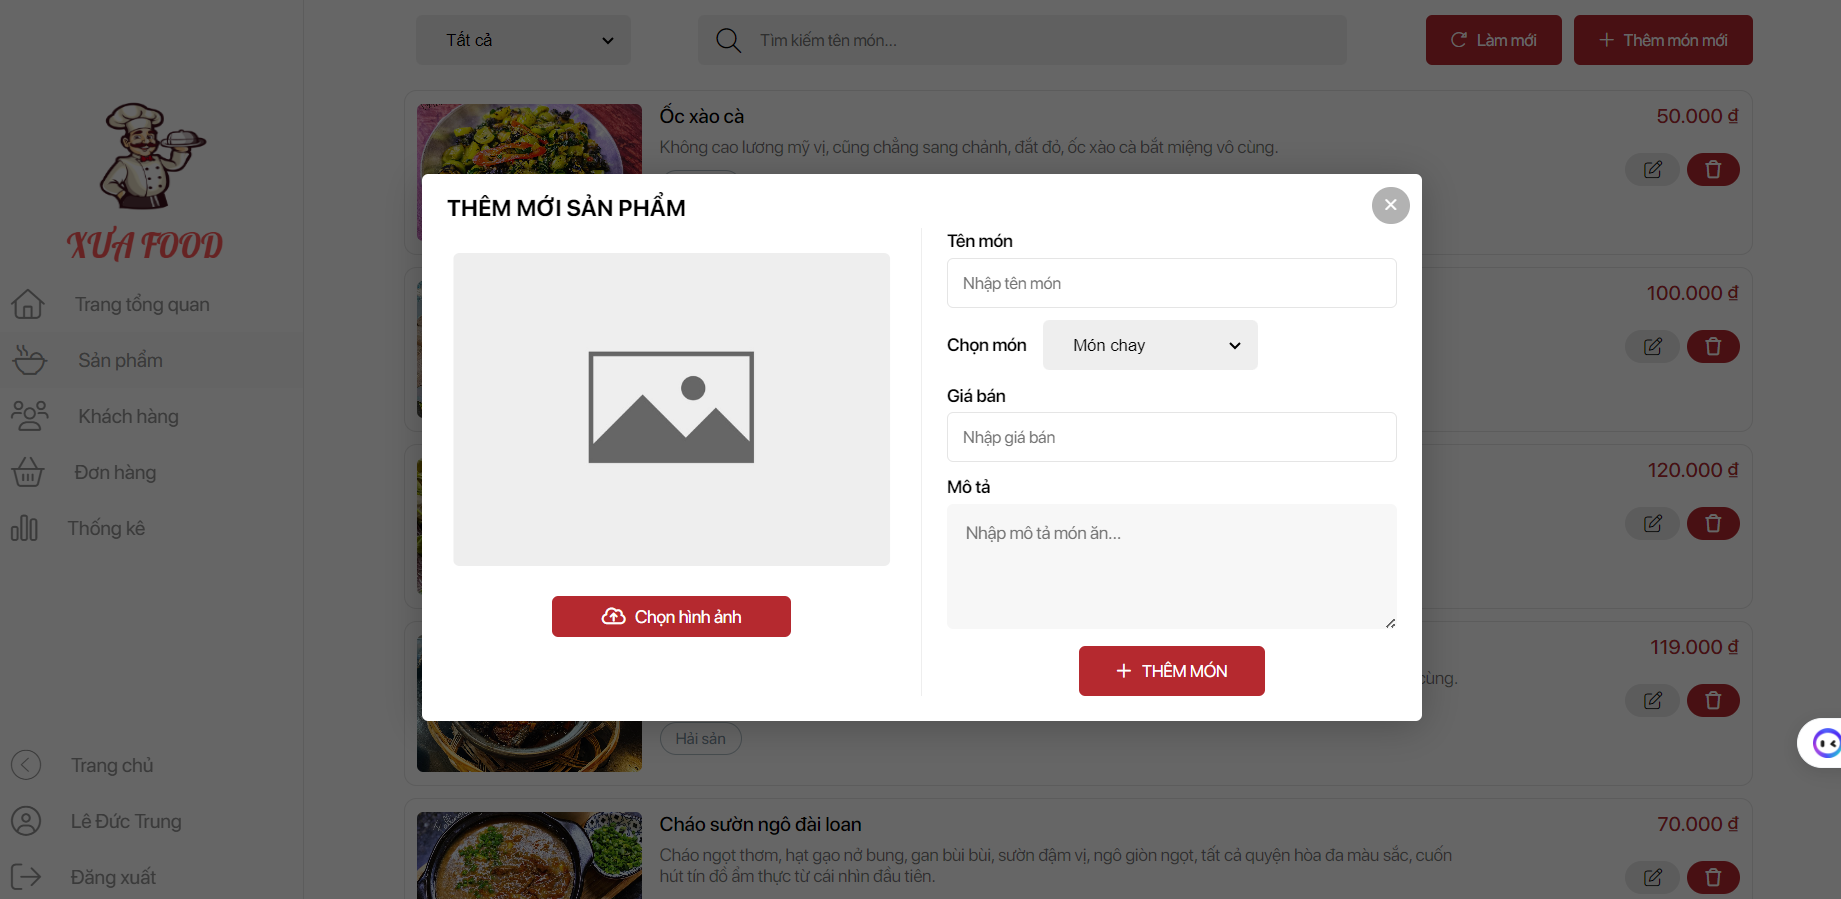 Tất cả
Tìm kiếm tên món...
Làm mới
Thêm món mới
XƯA FOOD
Trang tổng quan
Sản phẩm
Khách hàng
Đơn hàng
Thống kê
Trang chủ
Lê Đức Trung
Đăng xuất
Ốc xào cà
50.000 ₫
Không cao lương mỹ vị, cũng chẳng sang chảnh, đắt đỏ, ốc xào cà bắt miệng vô cùng.
100.000 ₫
120.000 ₫
119.000 ₫
cùng.
Hải sản
Cháo sườn ngô đài loan
70.000 ₫
Cháo ngọt thơm, hạt gạo nở bung, gan bùi bùi, sườn đậm vị, ngô giòn ngọt, tất cả quyện hòa đa màu sắc, cuốn
hút tín đồ ẩm thực từ cái nhìn đầu tiên.
THÊM MỚI SẢN PHẨM
Chọn hình ảnh
Tên món
Nhập tên món
Chọn món
Món chay
Giá bán
Nhập giá bán
Mô tả
Nhập mô tả món ăn...
THÊM MÓN